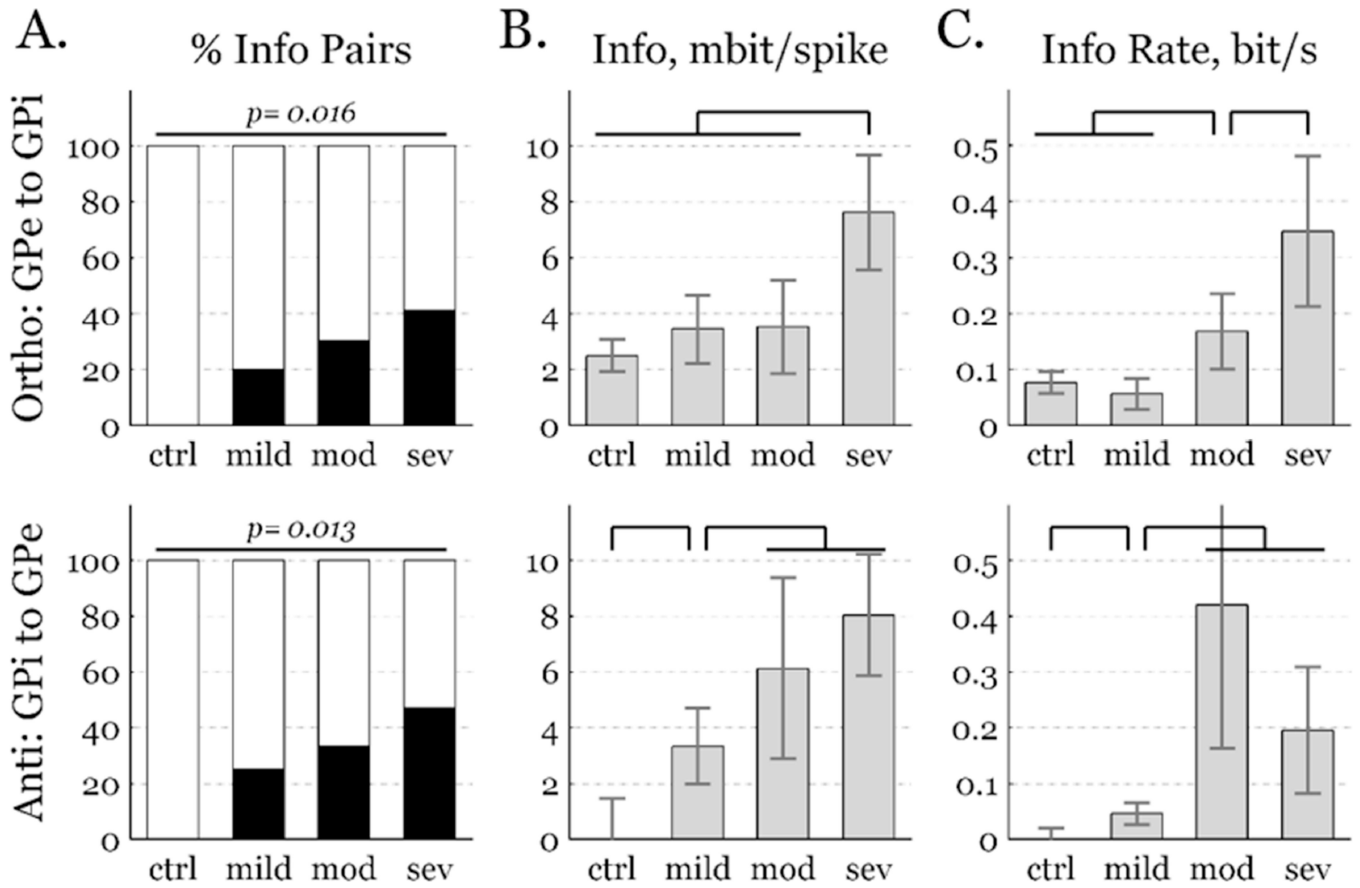 A.
% Info Pairs
B.
Info, mbit/spike
C.
Info Rate, bit/s
Ortho: GPe to GPi
p= 0.016
100
80
60
40
20
0
ctrl mild mod sev
10
8
6
4
2
0
ctrl mild mod sev
0.5
0.4
0.3
0.2
0.1
0
ctrl mild mod sev
Anti: GPi to GPe
p= 0.013
100
80
60
40
20
0
ctrl mild mod sev
10
8
6
4
2
0
ctrl mild mod sev
0.5
0.4
0.3
0.2
0.1
0
ctrl mild mod sev